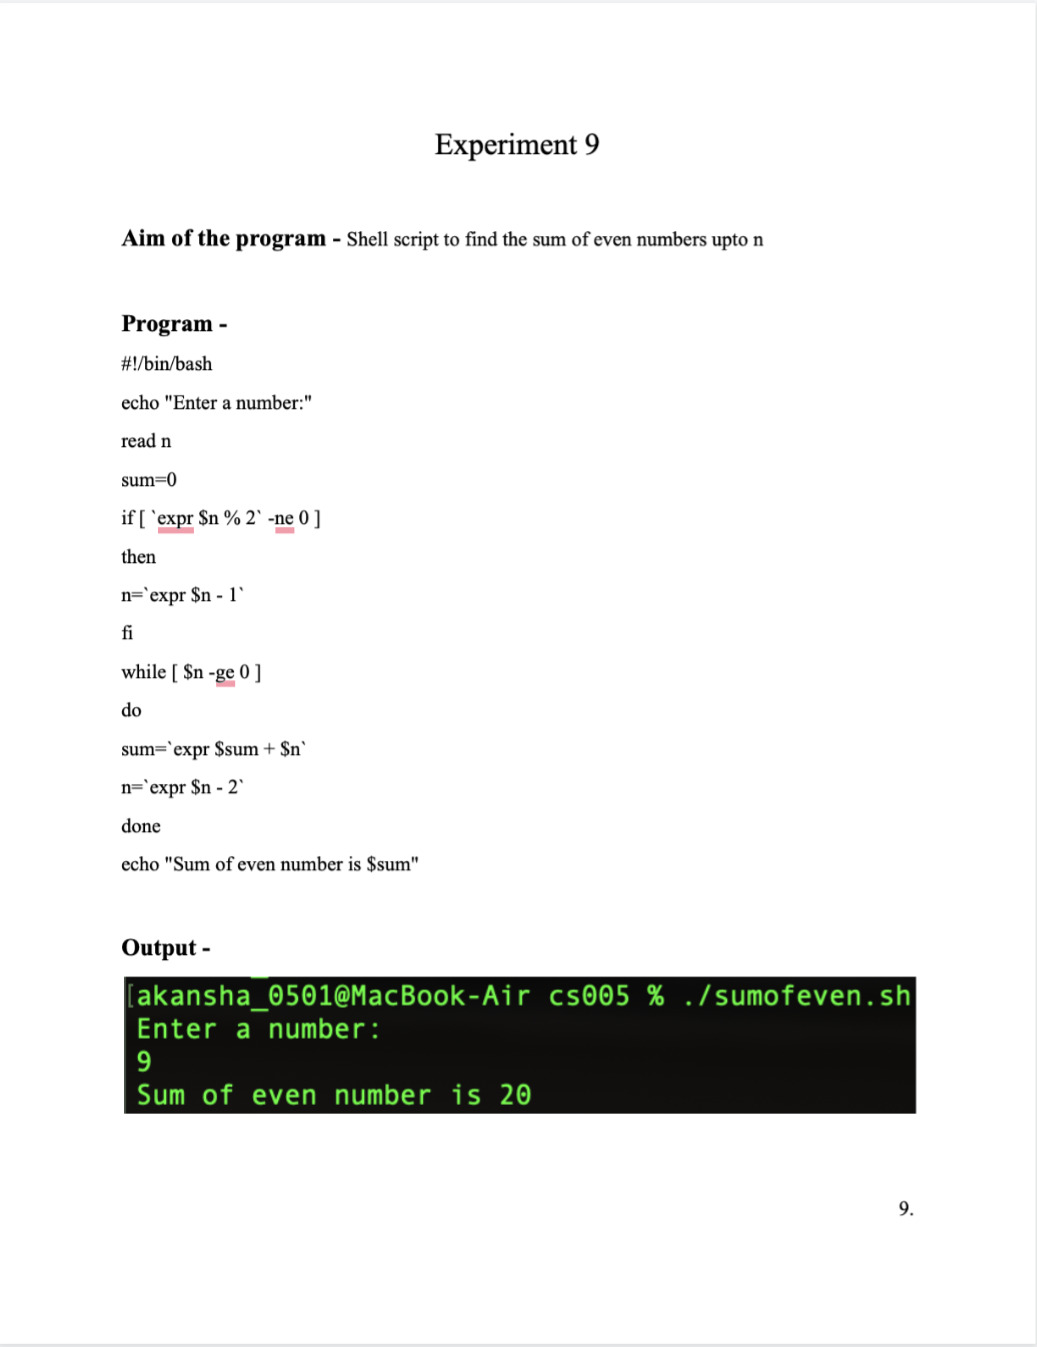 Experiment 9
Aim of the program - Shell script to find the sum of even numbers upto n
Program -
#!/bin/bash
echo "Enter a number:"
read n
sum=0
if [ `expr $n % 2` -ne 0 ]
then
n=`expr $n - 1`
fi
while [ $n -ge 0 ]
do
sum=`expr $sum + $n`
n=`expr $n - 2`
done
echo "Sum of even number is $sum"
Output -
[akansha_0501@MacBook-Air cs005 % ./sumofeven.sh
Enter a number:
9
Sum of even number is 20
9.